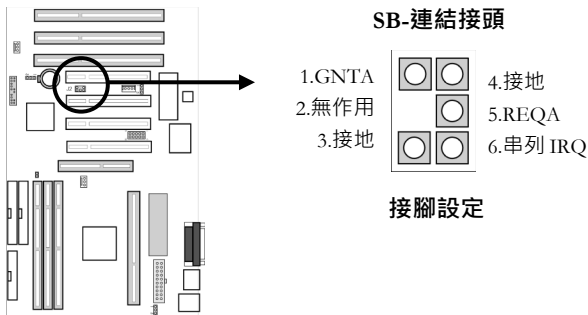 SB-連結接頭
1.GNTA
2.無作用
3.接地
4.接地
5.REQA
6.串列 IRQ
接腳設定